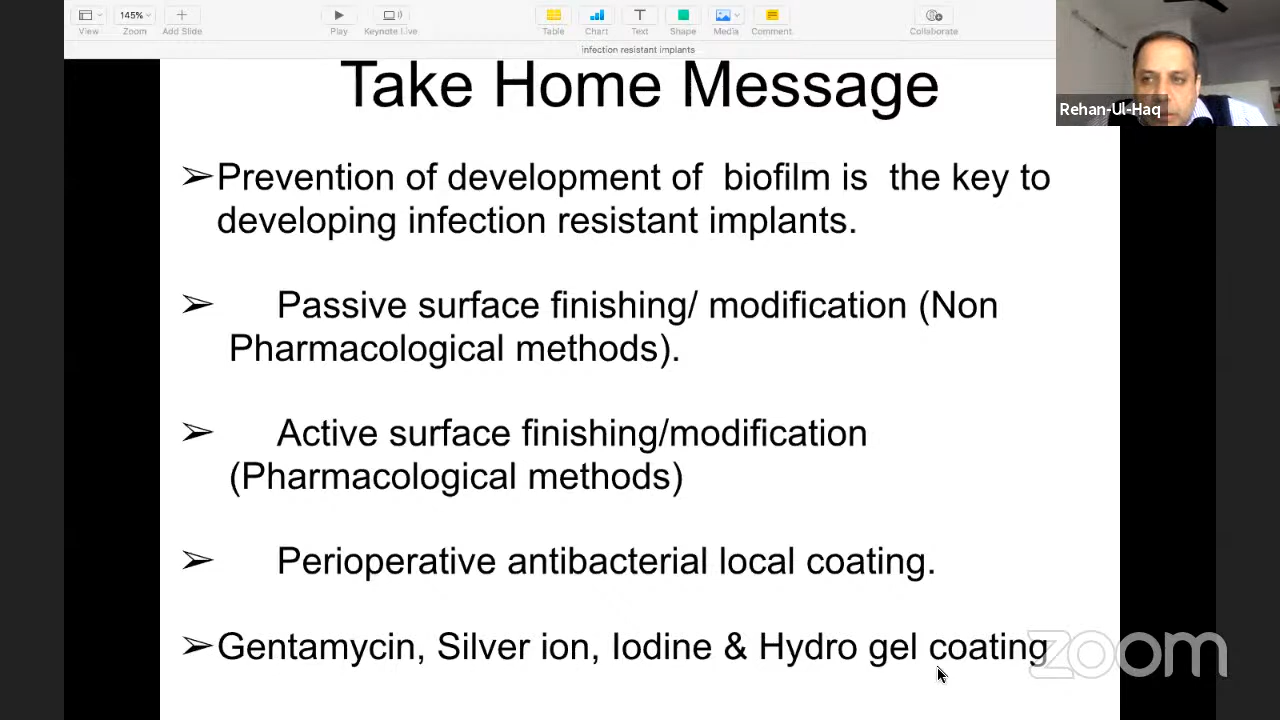 145%
View
Zoom
Add Slide
Play
Keynote Live
Table
Chart
Text
Shape
Media
Comment
Collaborate
infection resistant implants
Rehan-Ul-Haq
Take Home Message
➢Prevention of development of  biofilm is  the key to
developing infection resistant implants.
➢ Passive surface finishing/ modification (Non
Pharmacological methods).
➢ Active surface finishing/modification
(Pharmacological methods)
➢ Perioperative antibacterial local coating.
➢Gentamycin, Silver ion, Iodine & Hydro gel coating
zoom